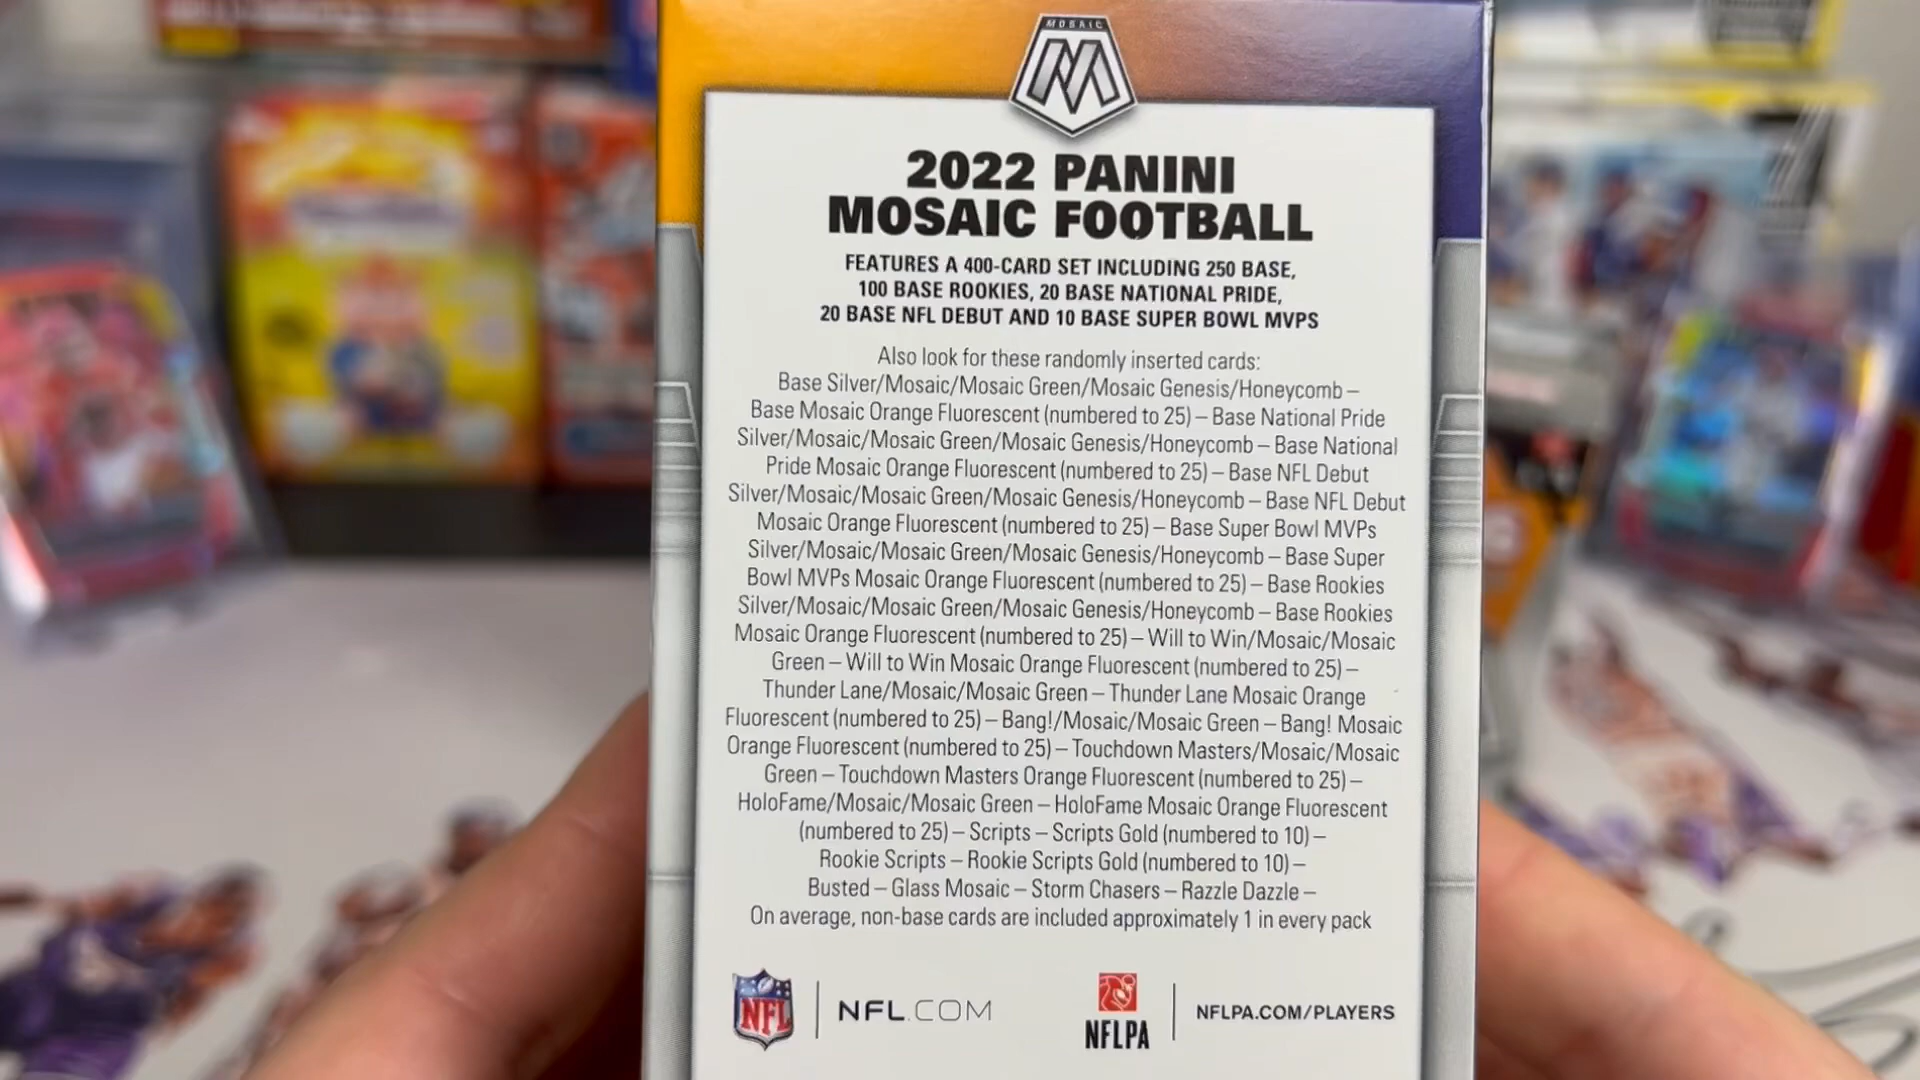 MOSAIC
2022 PANINI
MOSAIC FOOTBALL
FEATURES A 400-CARD SET INCLUDING 250 BASE,
100 BASE ROOKIES, 20 BASE NATIONAL PRIDE,
20 BASE NFL DEBUT AND 10 BASE SUPER BOWL MVPS
Also look for these randomly inserted cards:
Base Silver/Mosaic/Mosaic Green/Mosaic Genesis/Honeycomb –
Base Mosaic Orange Fluorescent (numbered to 25) – Base National Pride
Silver/Mosaic/Mosaic Green/Mosaic Genesis/Honeycomb – Base National
Pride Mosaic Orange Fluorescent (numbered to 25) – Base NFL Debut
Silver/Mosaic/Mosaic Green/Mosaic Genesis/Honeycomb – Base NFL Debut
Mosaic Orange Fluorescent (numbered to 25) – Base Super Bowl MVPs
Silver/Mosaic/Mosaic Green/Mosaic Genesis/Honeycomb – Base Super
Bowl MVPs Mosaic Orange Fluorescent (numbered to 25) – Base Rookies
Silver/Mosaic/Mosaic Green/Mosaic Genesis/Honeycomb – Base Rookies
Mosaic Orange Fluorescent (numbered to 25) – Will to Win/Mosaic/Mosaic
Green – Will to Win Mosaic Orange Fluorescent (numbered to 25) –
Thunder Lane/Mosaic/Mosaic Green – Thunder Lane Mosaic Orange
Fluorescent (numbered to 25) – Bang!/Mosaic/Mosaic Green – Bang! Mosaic
Orange Fluorescent (numbered to 25) – Touchdown Masters/Mosaic/Mosaic
Green – Touchdown Masters Orange Fluorescent (numbered to 25) –
HoloFame/Mosaic/Mosaic Green – HoloFame Mosaic Orange Fluorescent
(numbered to 25) – Scripts – Scripts Gold (numbered to 10) –
Rookie Scripts – Rookie Scripts Gold (numbered to 10) –
Busted – Glass Mosaic – Storm Chasers – Razzle Dazzle –
On average, non-base cards are included approximately 1 in every pack
NFL
NFL.COM
NFLPA
NFLPA.COM/PLAYERS